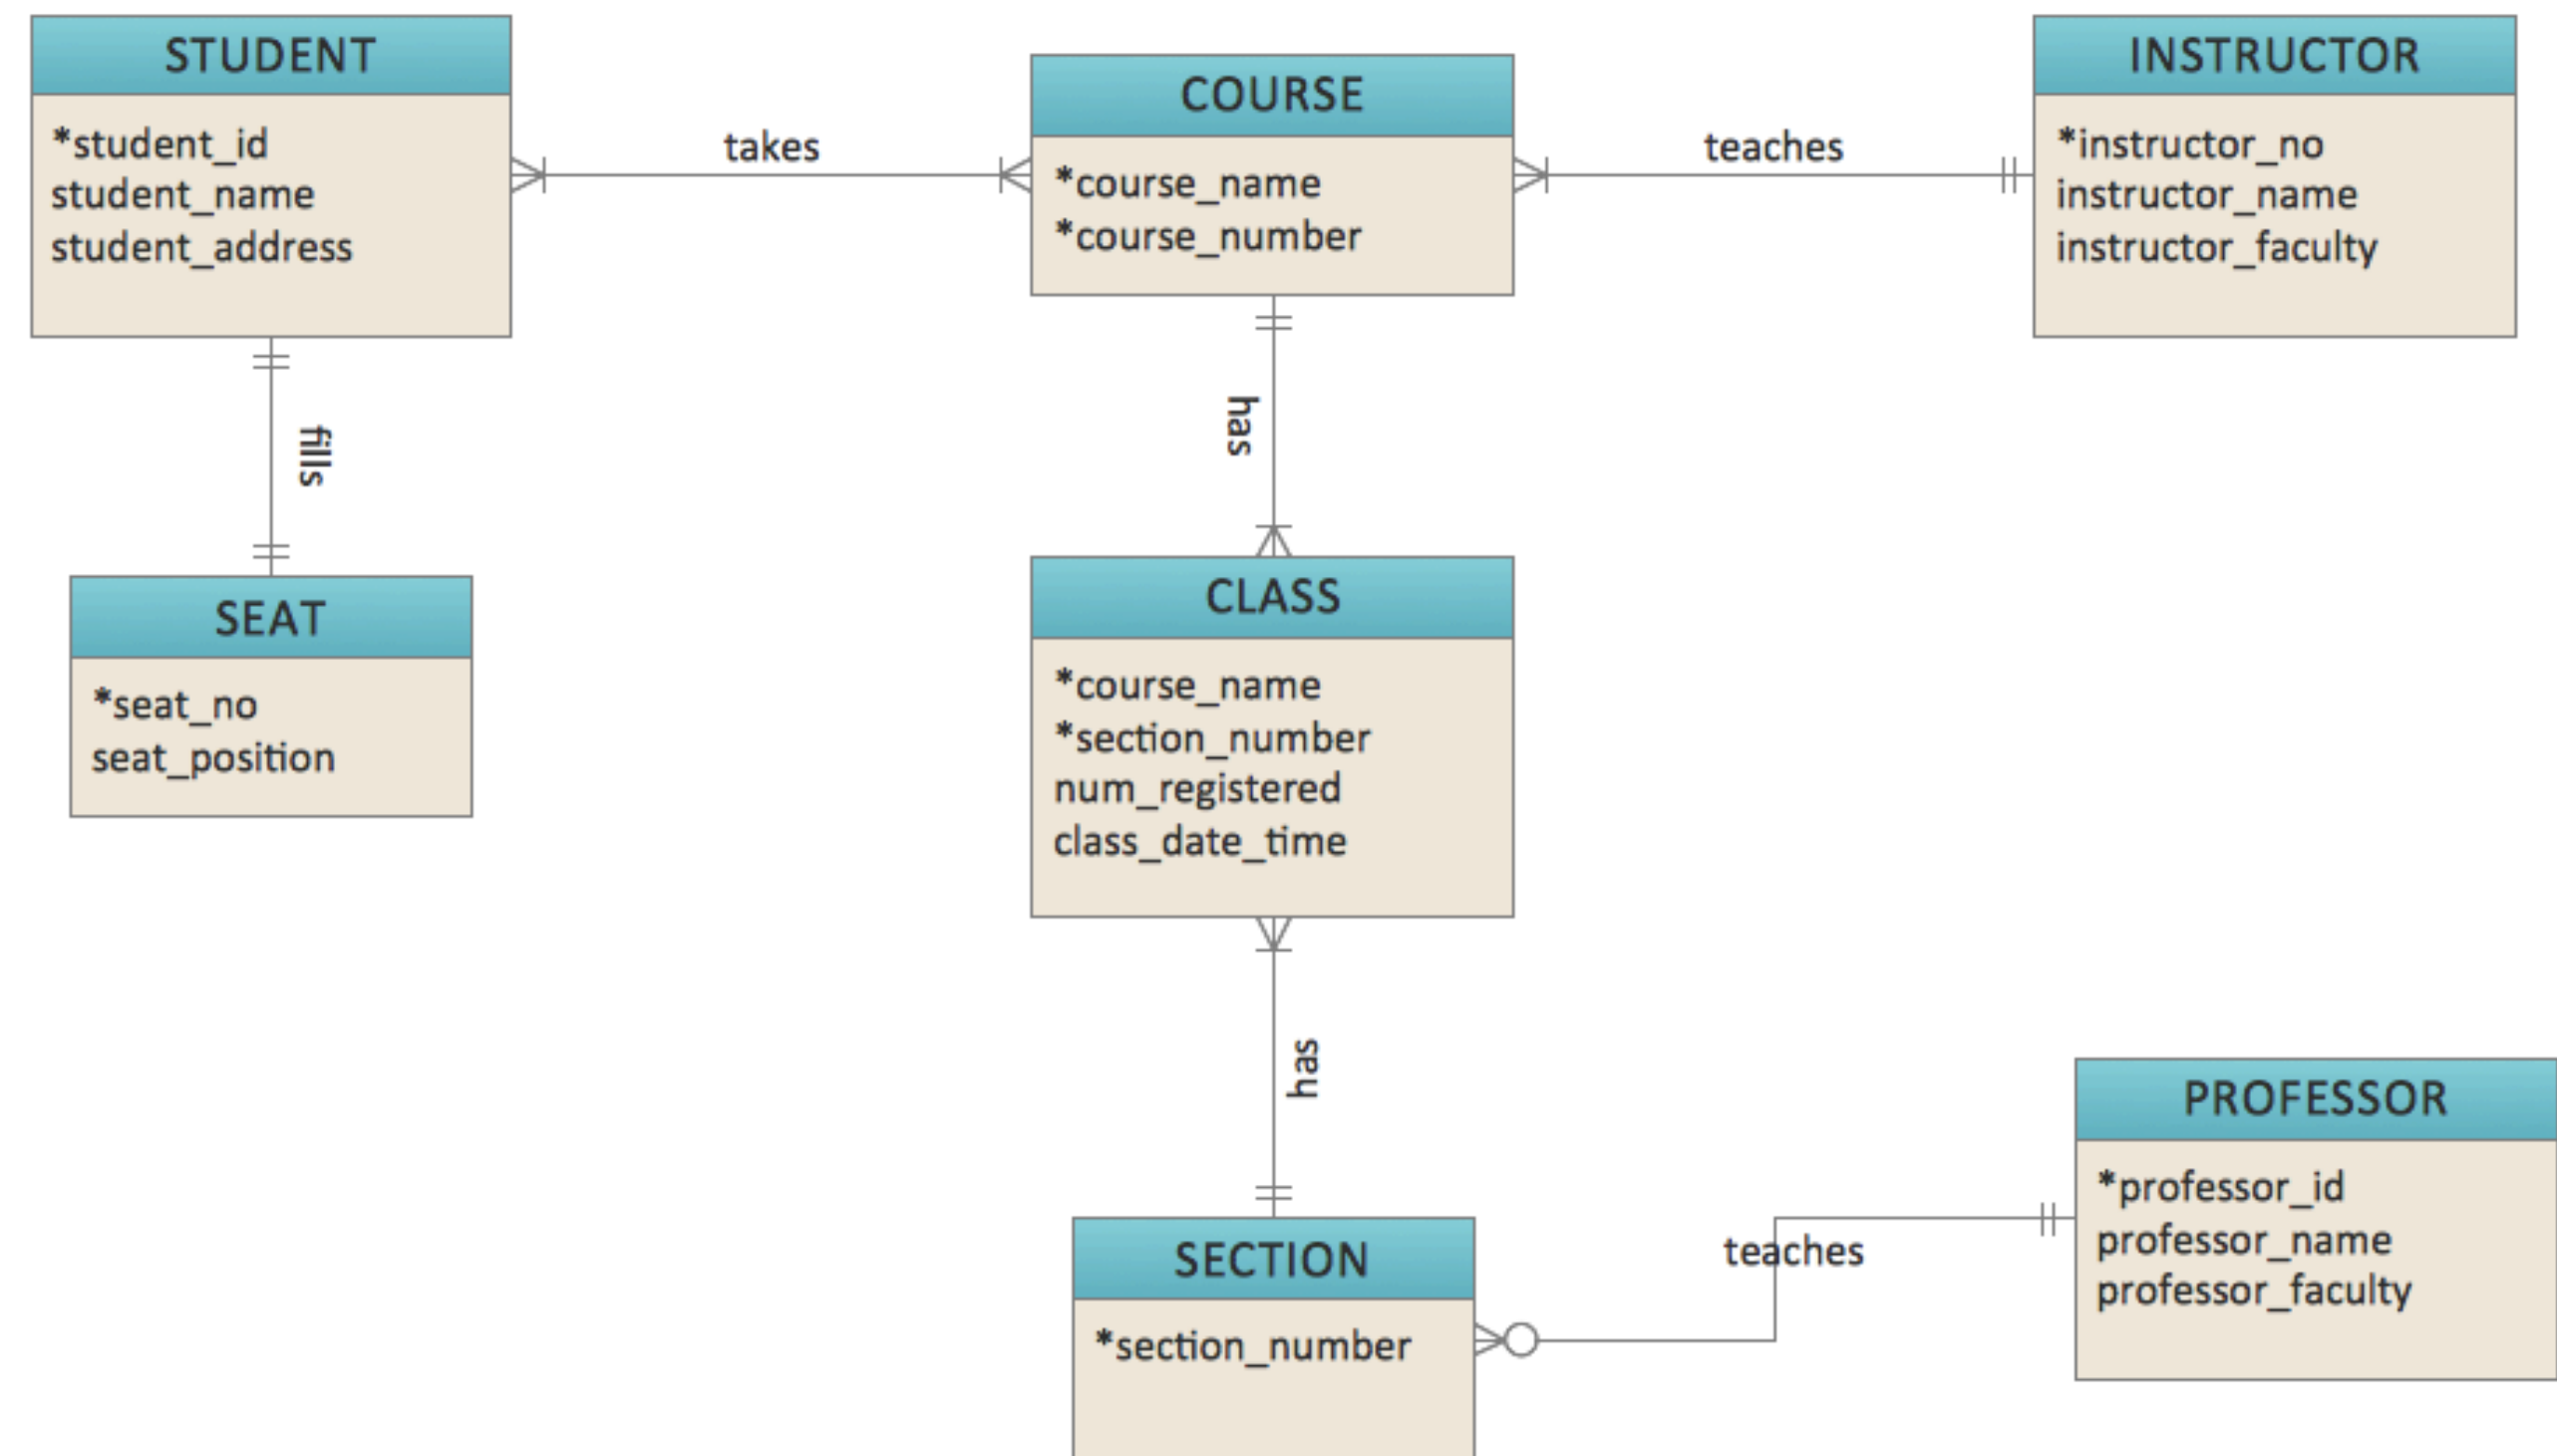 STUDENT
*student_id
student_name
student_address
takes
COURSE
*course_name
*course_number
teaches
INSTRUCTOR
*instructor_no
instructor_name
instructor_faculty
fills
has
SEAT
*seat_no
seat_position
CLASS
*course_name
*section_number
num_registered
class_date_time
has
SECTION
*section_number
teaches
PROFESSOR
*professor_id
professor_name
professor_faculty